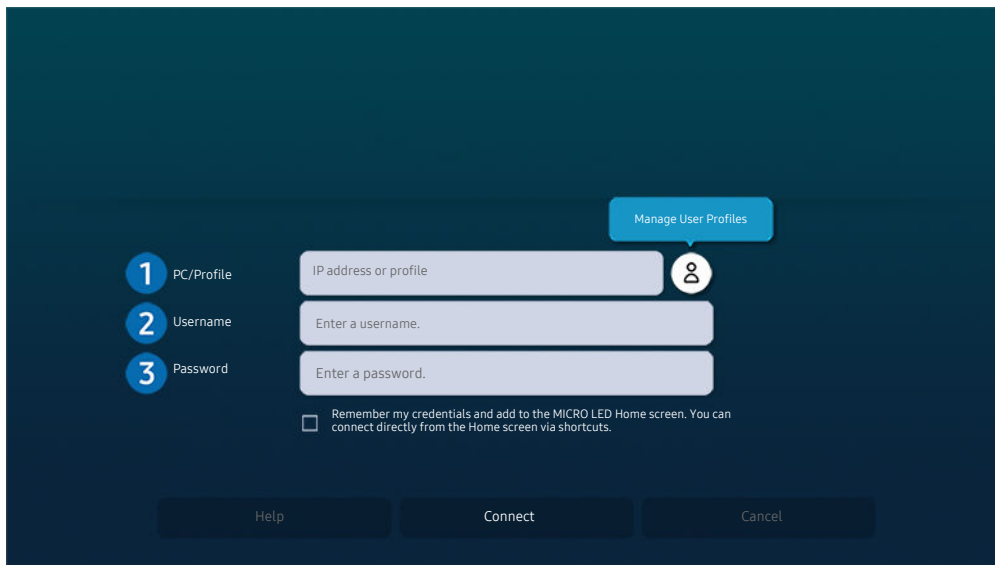 Manage User Profiles
1 PC/Profile IP address or profile
2 Username Enter a username.
3 Password Enter a password.
Remember my credentials and add to the MICRO LED Home screen. You can
connect directly from the Home screen via shortcuts.
Help Connect Cancel